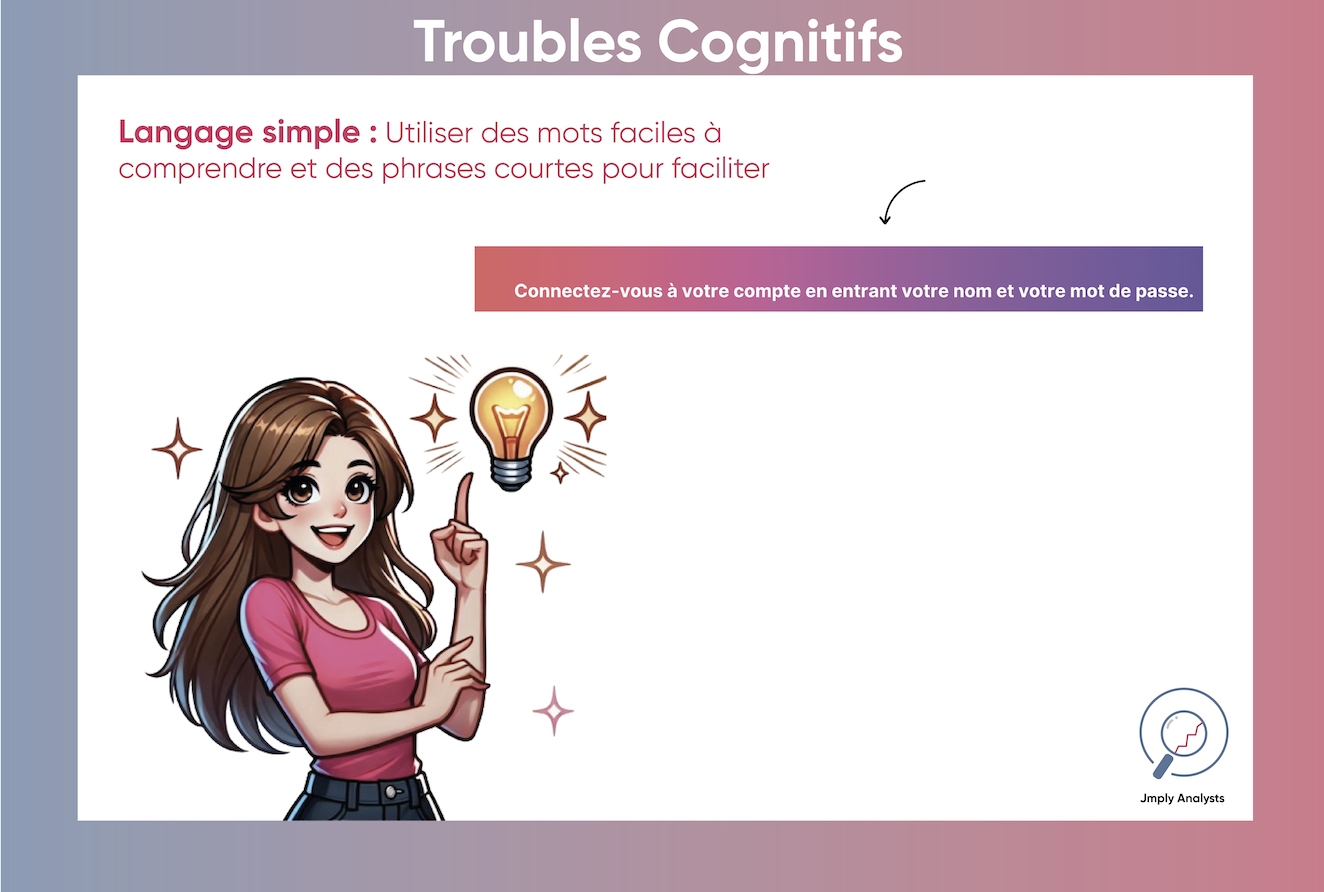 Troubles Cognitifs
Langage simple : Utiliser des mots faciles à
comprendre et des phrases courtes pour faciliter
Connectez-vous à votre compte en entrant votre nom et votre mot de passe.
Jmply Analysts